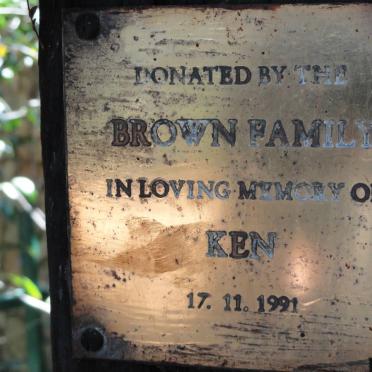 DONATED BY THE
BROWN FAMILY
IN LOVING MEMORY O
KEN
17. 11. 1991